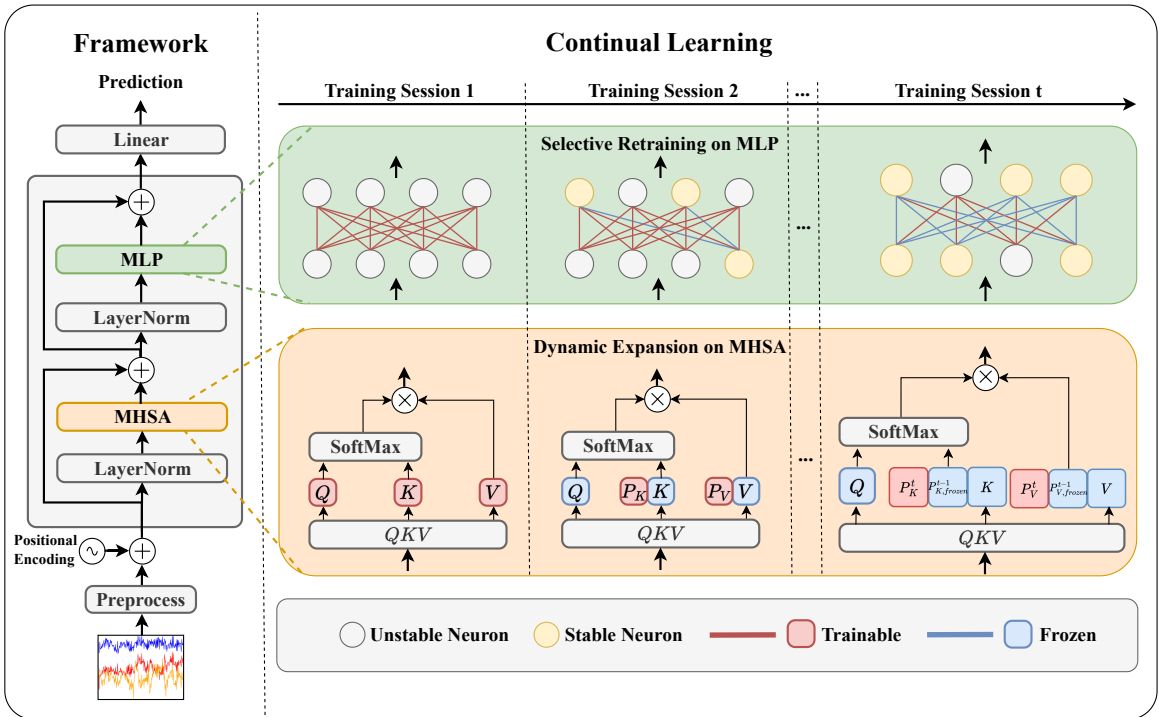 Framework
Prediction
Linear
MLP
LayerNorm
MHSA
LayerNorm
Positional
Encoding
Preprocess
Continual Learning
Training Session 1
Training Session 2
...
Training Session t
Selective Retraining on MLP
...
Dynamic Expansion on MHSA
SoftMax
Q
K
V
QKV
SoftMax
Q
P_K
K
P_V
V
QKV
...
SoftMax
Q
P_K^t
P_{K,frozen}^{t-1}
K
P_V^t
P_{V,frozen}^{t-1}
V
QKV
Unstable Neuron
Stable Neuron
Trainable
Frozen